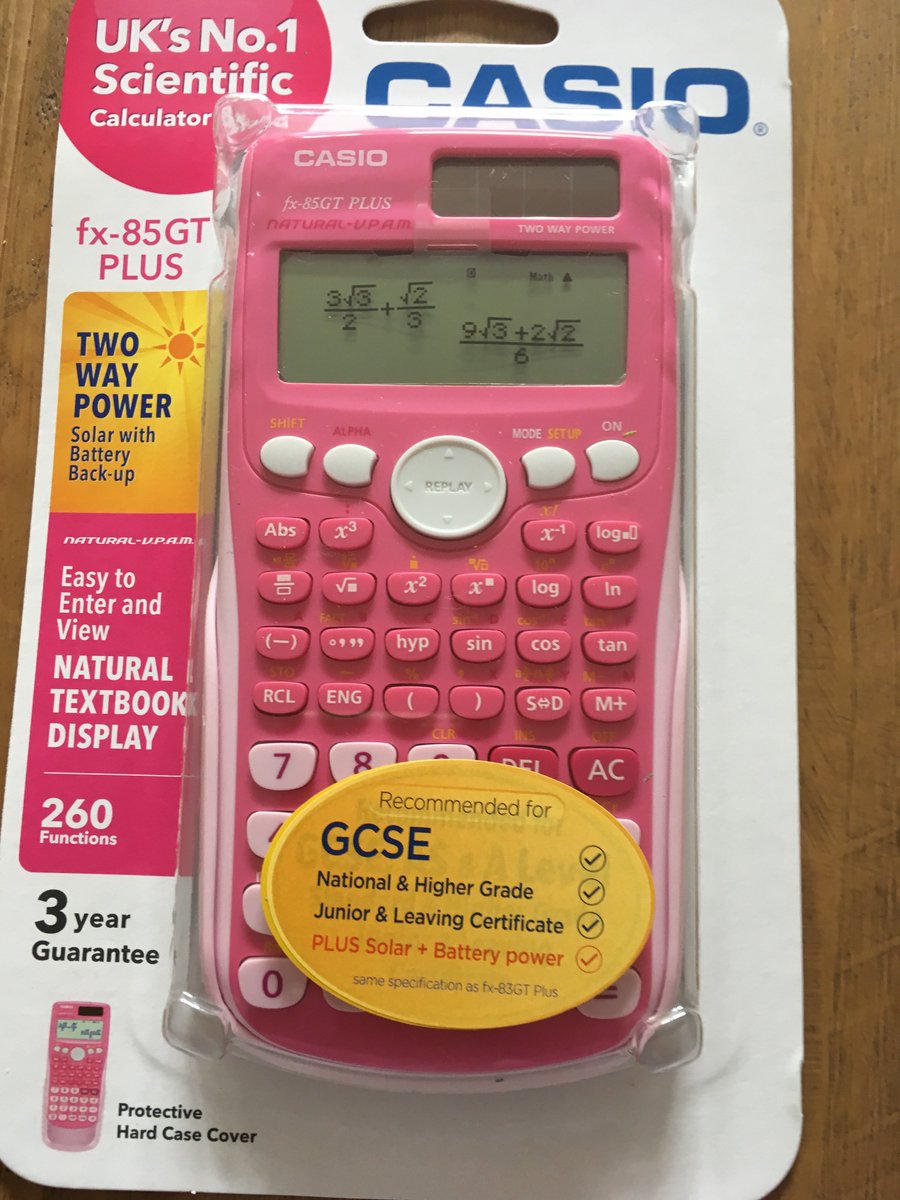 UK's No.1
Scientific
Calculator
CASIO®
fx-85GT
PLUS
TWO
WAY
POWER
Solar with
Battery
Back-up
NATURAL-V.P.A.M.
Easy to
Enter and
View
NATURAL
TEXTBOOK
DISPLAY
260
Functions
3 year
Guarantee
Protective
Hard Case Cover
CASIO
fx-85GT PLUS
NATURAL-V.P.A.M.
TWO WAY POWER
D Math ▲
3√3/2 + √2/3
9√3+2√2/6
SHIFT ALPHA MODE SETUP ON
REPLAY
x!
Abs x³ x⁻¹ log■□
√■ x² x■ log ln
(—) °,,, hyp sin cos tan
STO
RCL ENG ( ) S⇔D M+
CLR INS OFF
7 8 9 DEL AC
0 =
Recommended for
GCSE
National & Higher Grade
Junior & Leaving Certificate
PLUS Solar + Battery power
same specification as fx-83GT Plus